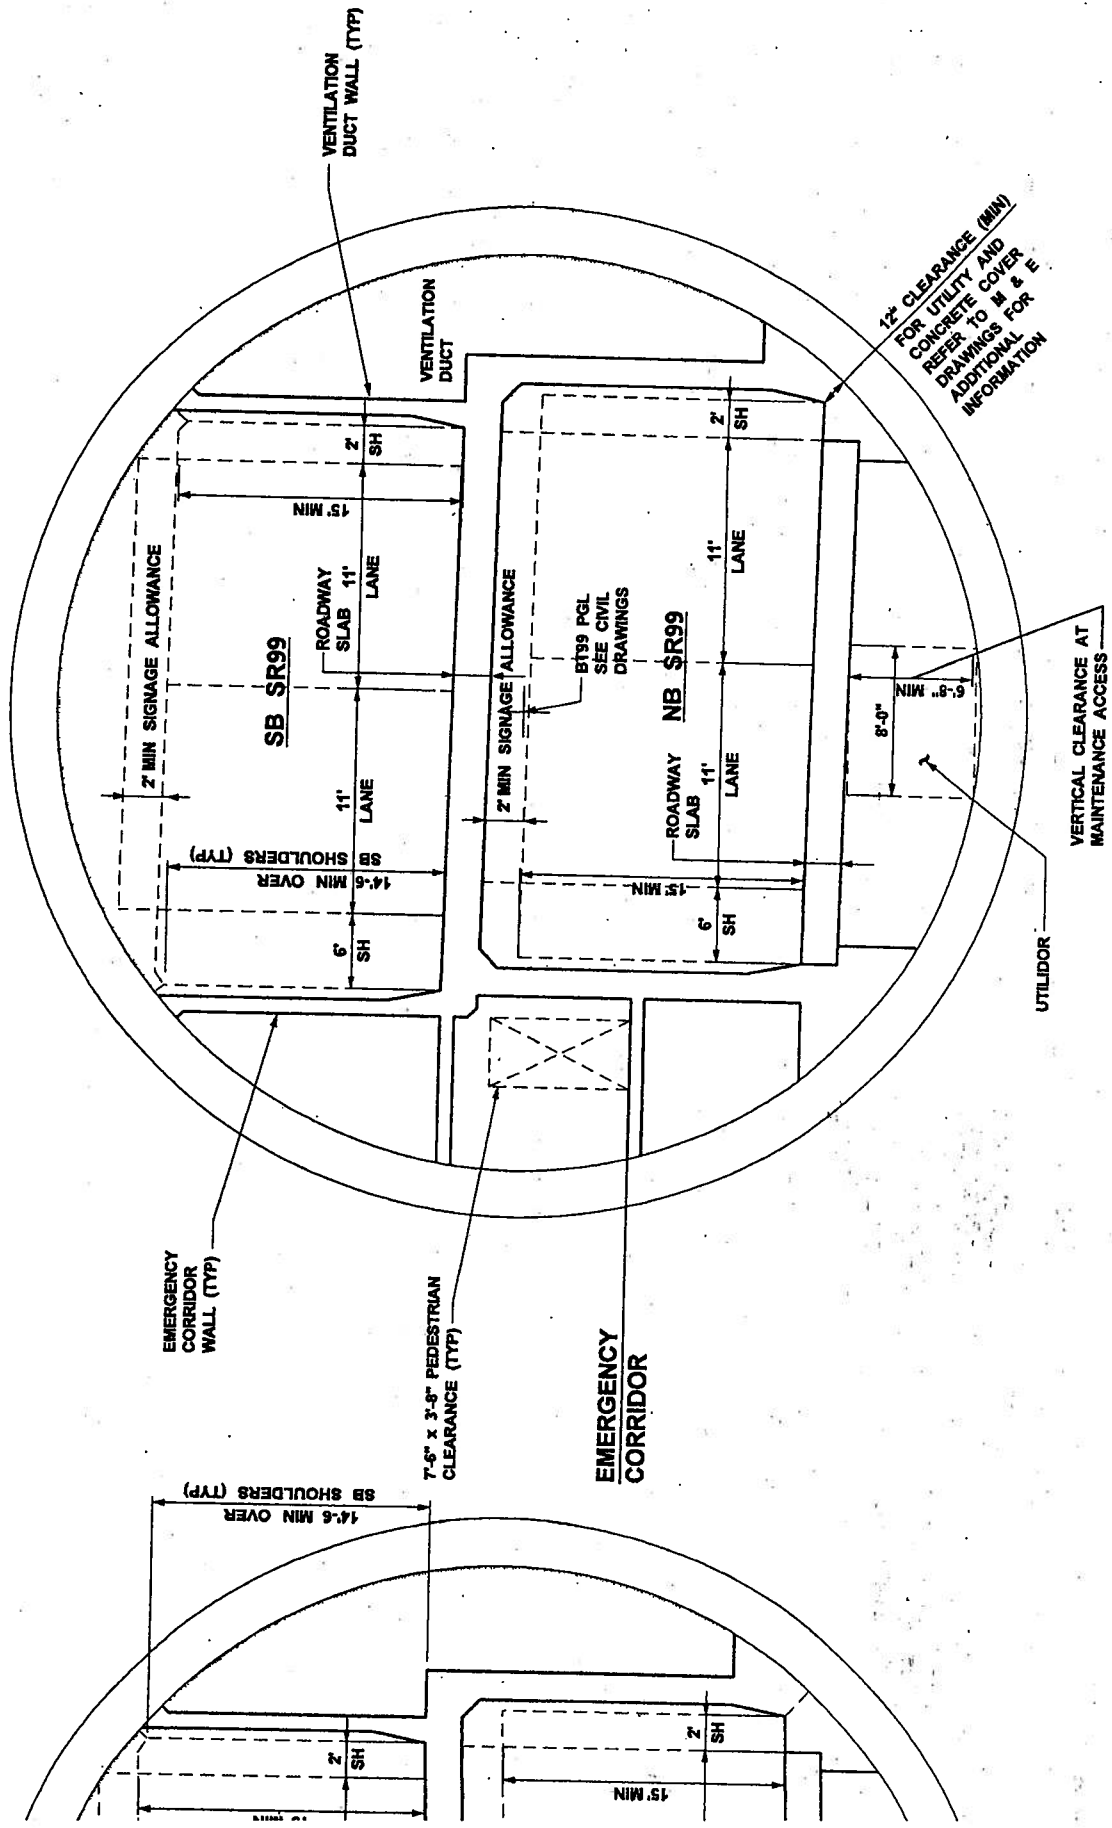 VENTILATION
DUCT WALL (TYP)
VENTILATION
DUCT
12" CLEARANCE (MIN)
FOR UTILITY AND
CONCRETE COVER
REFER TO M & E
DRAWINGS FOR
ADDITIONAL
INFORMATION
2' MIN SIGNAGE ALLOWANCE
SB SR99
15' MIN
2'
SH
11'
LANE
ROADWAY
SLAB
11'
LANE
14'-6 MIN OVER
SB SHOULDERS (TYP)
6'
SH
2' MIN SIGNAGE ALLOWANCE
BT99 PGL
SEE CIVIL
DRAWINGS
NB SR99
2'
SH
11'
LANE
ROADWAY
SLAB
11'
LANE
15' MIN
6'
SH
8'-0"
6'-8" MIN
VERTICAL CLEARANCE AT
MAINTENANCE ACCESS
UTILIDOR
EMERGENCY
CORRIDOR
WALL (TYP)
7'-6" x 3'-8" PEDESTRIAN
CLEARANCE (TYP)
EMERGENCY
CORRIDOR
14'-6 MIN OVER
SB SHOULDERS (TYP)
2'
SH
2'
SH
15' MIN